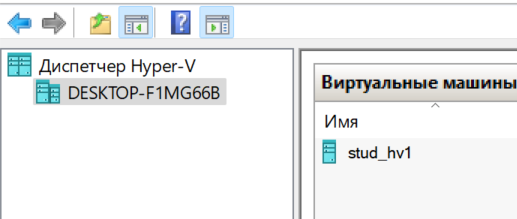 Диспетчер Hyper-V
DESKTOP-F1MG66B
Виртуальные машины
Имя
stud_hv1